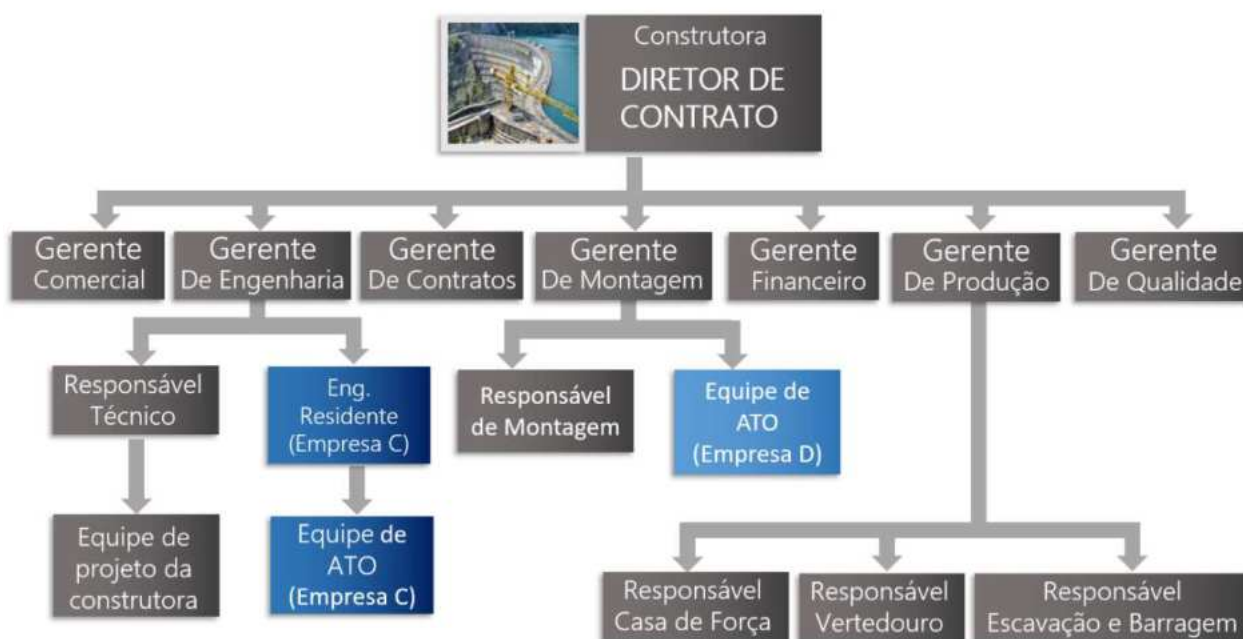 Construtora
DIRETOR DE
CONTRATO
Gerente
Comercial
Gerente
De Engenharia
Gerente
De Contratos
Gerente
De Montagem
Gerente
Financeiro
Gerente
De Produção
Gerente
De Qualidade
Responsável
Técnico
Eng.
Residente
(Empresa C)
Responsável
de Montagem
Equipe de
ATO
(Empresa D)
Equipe de
projeto da
construtora
Equipe de
ATO
(Empresa C)
Responsável
Casa de Força
Responsável
Vertedouro
Responsável
Escavação e Barragem